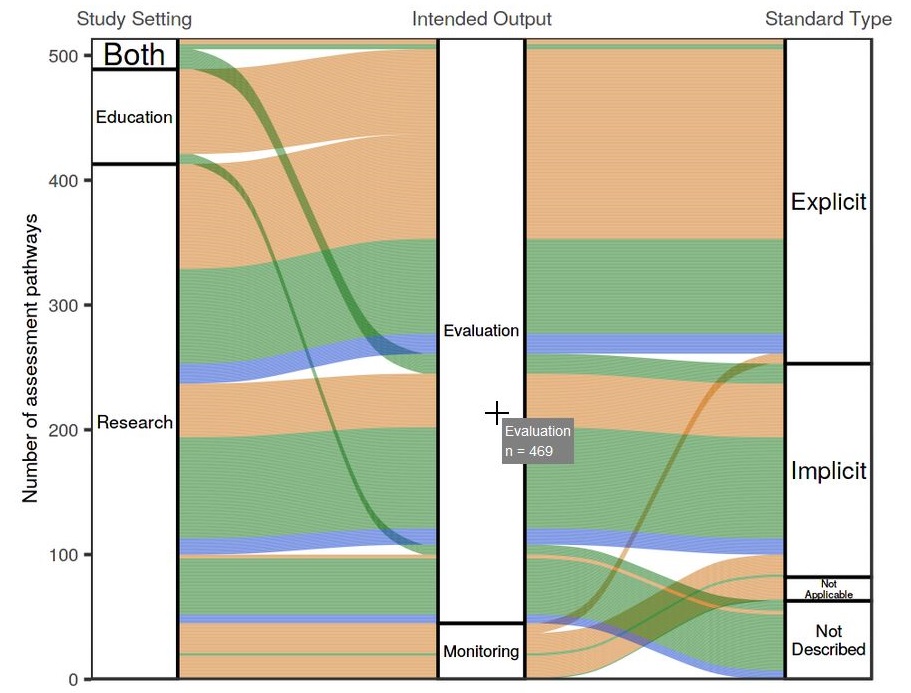 Study Setting
Intended Output
Standard Type
Number of assessment pathways
500
400
300
200
100
0
Both
Education
Research
Evaluation
Evaluation
n = 469
Monitoring
Explicit
Implicit
Not
Applicable
Not
Described